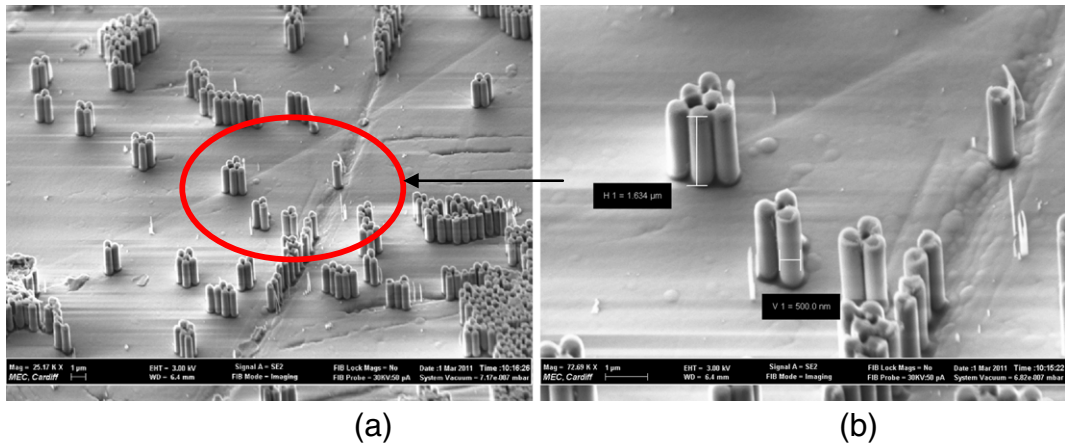 H 1 = 1.634 µm
V 1 = 500.0 nm
Mag = 25.17 K X 1 µm EHT = 3.00 kV Signal A = SE2 FIB Lock Mags = No Date :1 Mar 2011 Time :10:16:26
MEC, Cardiff WD = 6.4 mm FIB Mode = Imaging FIB Probe = 30KV:50 pA System Vacuum = 7.17e-007 mbar
Mag = 72.69 K X 1 µm EHT = 3.00 kV Signal A = SE2 FIB Lock Mags = No Date :1 Mar 2011 Time :10:15:22
MEC, Cardiff WD = 6.4 mm FIB Mode = Imaging FIB Probe = 30KV:50 pA System Vacuum = 6.82e-007 mbar
(a) (b)